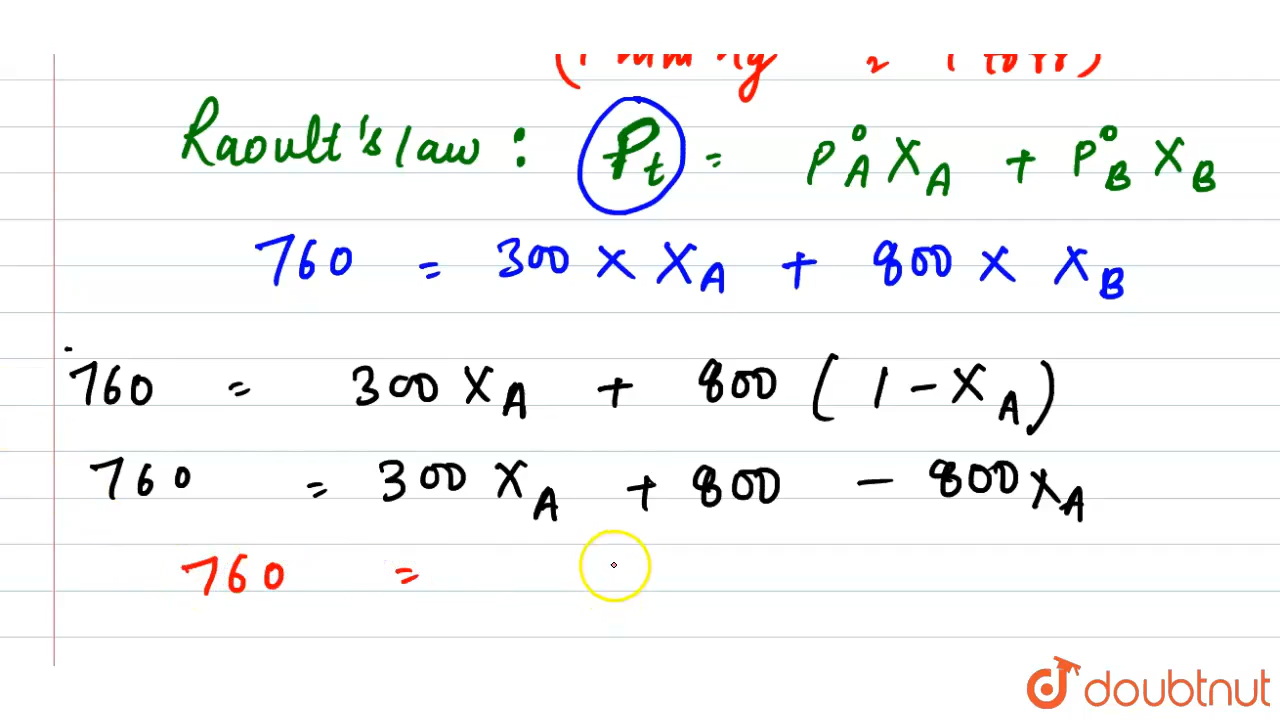 Raoult's law : Pt = P°A XA + P°B XB
760 = 300 × XA + 800 × XB
760 = 300 XA + 800 ( 1 - XA )
760 = 300 XA + 800 - 800 XA
760 =
doubtnut